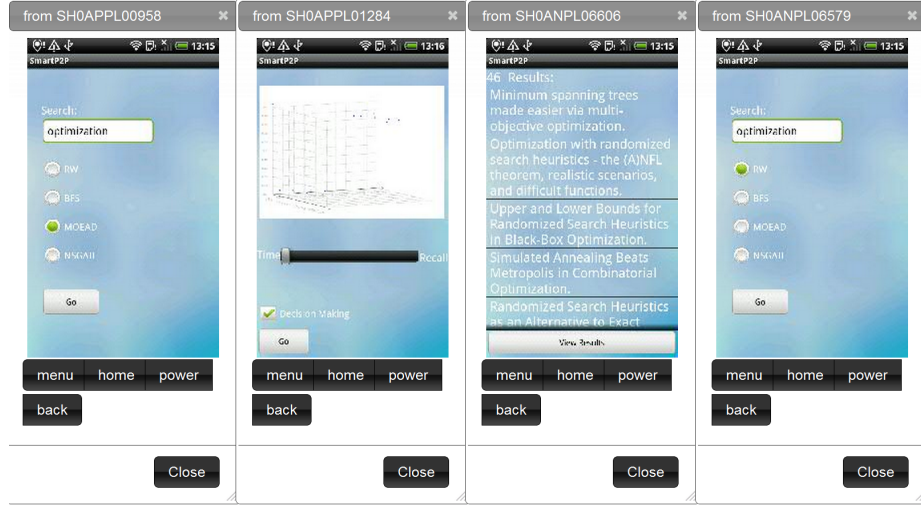 from SH0APPL00958
13:15
SmartP2P
Search:
optimization
RW
BFS
MOEAD
NSGAII
Go
menu home power
back
Close
from SH0APPL01284
13:16
SmartP2P
Time
Recall
Decision Making
Go
menu home power
back
Close
from SH0ANPL06606
13:15
SmartP2P
46 Results:
Minimum spanning trees
made easier via multi-
objective optimization.
Optimization with randomized
search heuristics - the (A)NFL
theorem, realistic scenarios,
and difficult functions.
Upper and Lower Bounds for
Randomized Search Heuristics
in Black-Box Optimization.
Simulated Annealing Beats
Metropolis in Combinatorial
Optimization.
Randomized Search Heuristics
as an Alternative to Exact
View Results
menu home power
back
Close
from SH0ANPL06579
13:15
SmartP2P
Search:
optimization
RW
BFS
MOEAD
NSGAII
Go
menu home power
back
Close